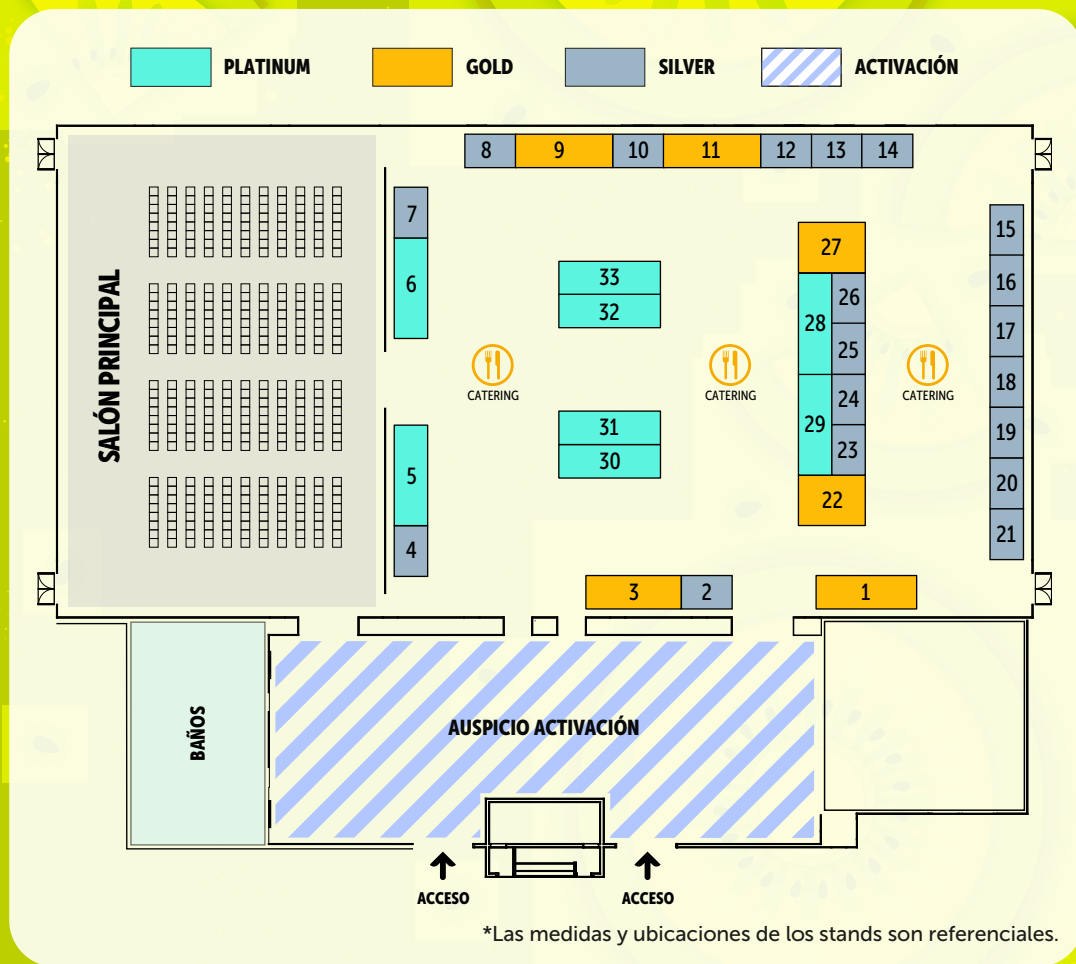 PLATINUM GOLD SILVER ACTIVACIÓN
8 9 10 11 12 13 14
7
6
5
4
SALÓN PRINCIPAL
33
32
31
30
CATERING
CATERING
CATERING
27
28
26
25
29
24
23
22
15
16
17
18
19
20
21
3 2 1
BAÑOS
AUSPICIO ACTIVACIÓN
ACCESO ACCESO
*Las medidas y ubicaciones de los stands son referenciales.